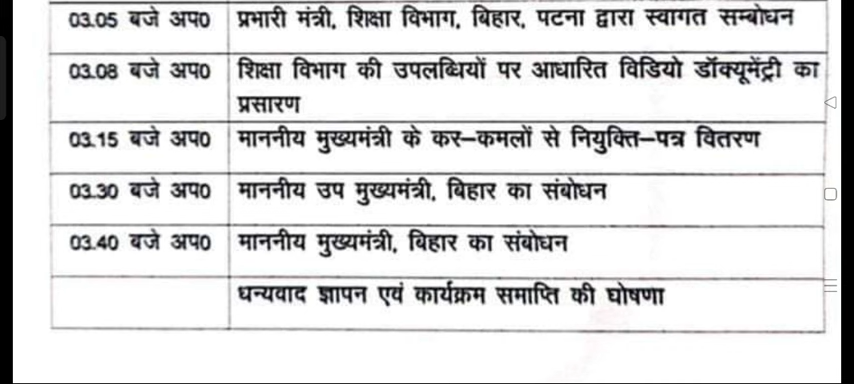 03.05 बजे अप0 प्रभारी मंत्री, शिक्षा विभाग, बिहार, पटना द्वारा स्वागत सम्बोधन
03.08 बजे अप0 शिक्षा विभाग की उपलब्धियों पर आधारित विडियो डॉक्यूमेंट्री का
प्रसारण
03.15 बजे अप0 माननीय मुख्यमंत्री के कर–कमलों से नियुक्ति–पत्र वितरण
03.30 बजे अप0 माननीय उप मुख्यमंत्री, बिहार का संबोधन
03.40 बजे अप0 माननीय मुख्यमंत्री, बिहार का संबोधन
धन्यवाद ज्ञापन एवं कार्यक्रम समाप्ति की घोषणा